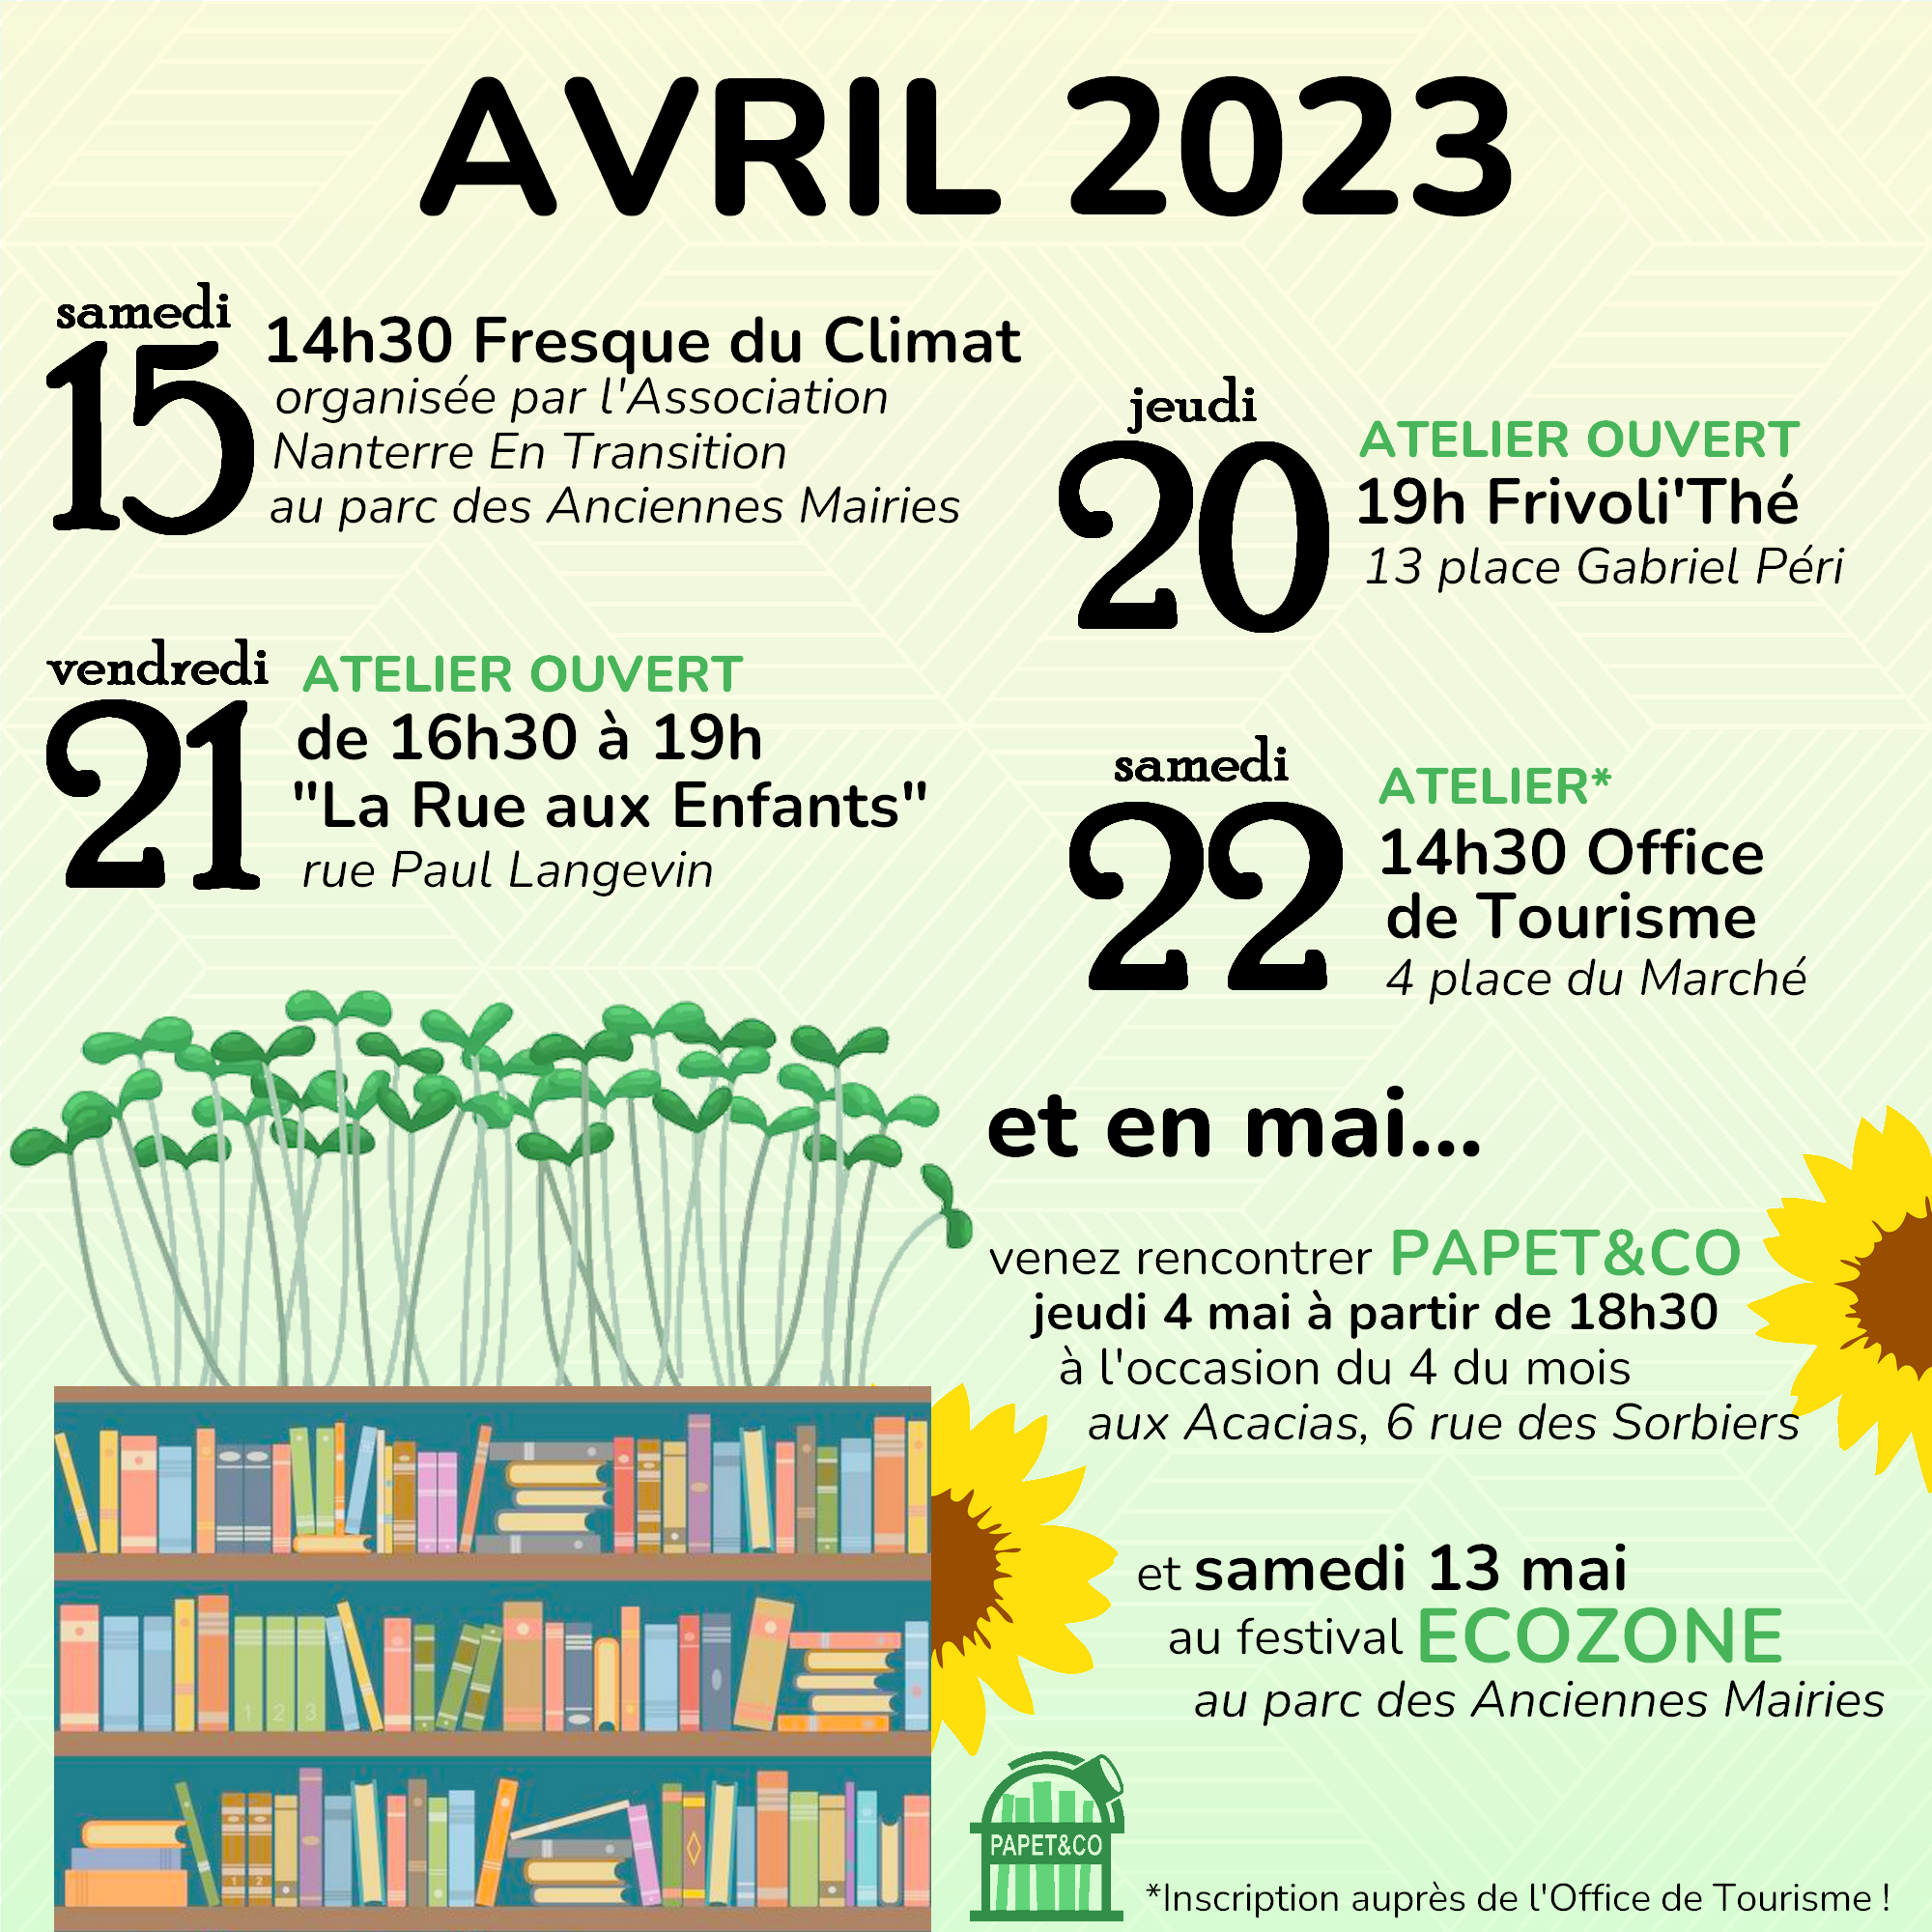 AVRIL 2023
samedi
15
14h30 Fresque du Climat
organisée par l'Association
Nanterre En Transition
au parc des Anciennes Mairies
jeudi
20
ATELIER OUVERT
19h Frivoli'Thé
13 place Gabriel Péri
vendredi
21
ATELIER OUVERT
de 16h30 à 19h
"La Rue aux Enfants"
rue Paul Langevin
samedi
22
ATELIER*
14h30 Office
de Tourisme
4 place du Marché
et en mai...
venez rencontrer PAPET&CO
jeudi 4 mai à partir de 18h30
à l'occasion du 4 du mois
aux Acacias, 6 rue des Sorbiers
et samedi 13 mai
au festival ECOZONE
au parc des Anciennes Mairies
1 2 3
1 2
PAPET&CO
*Inscription auprès de l'Office de Tourisme !